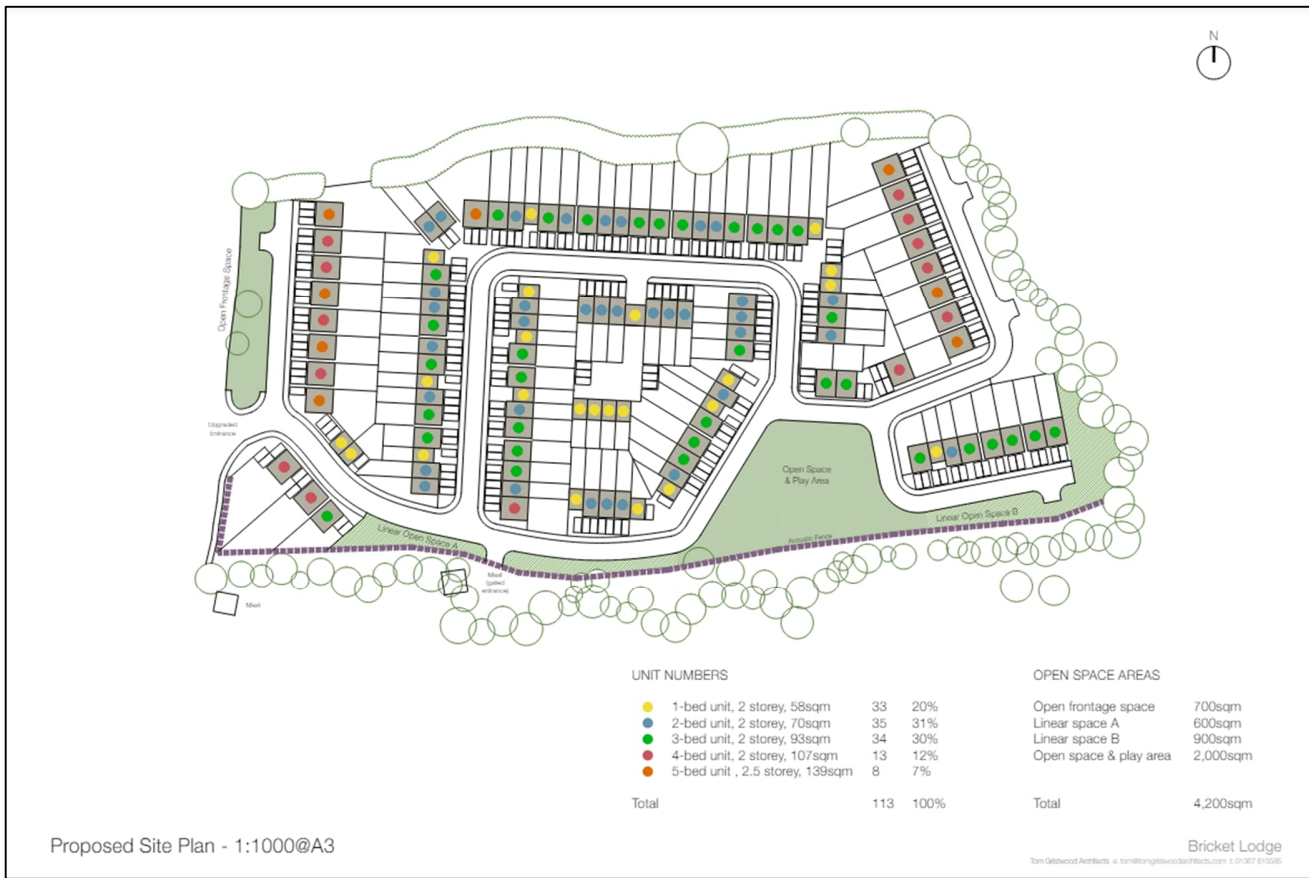 N
Open Frontage Space
Upgraded
Entrance
Open Space
& Play Area
Linear Open Space A
Linear Open Space B
Acoustic Fence
Mast
(gated
entrance)
Mast
UNIT NUMBERS
1-bed unit, 2 storey, 58sqm 33 20%
2-bed unit, 2 storey, 70sqm 35 31%
3-bed unit, 2 storey, 93sqm 34 30%
4-bed unit, 2 storey, 107sqm 13 12%
5-bed unit , 2.5 storey, 139sqm 8 7%
Total 113 100%
OPEN SPACE AREAS
Open frontage space 700sqm
Linear space A 600sqm
Linear space B 900sqm
Open space & play area 2,000sqm
Total 4,200sqm
Proposed Site Plan - 1:1000@A3
Bricket Lodge
Tom Gristwood Architects e: tom@tomgristwoodarchitects.com t: 01367